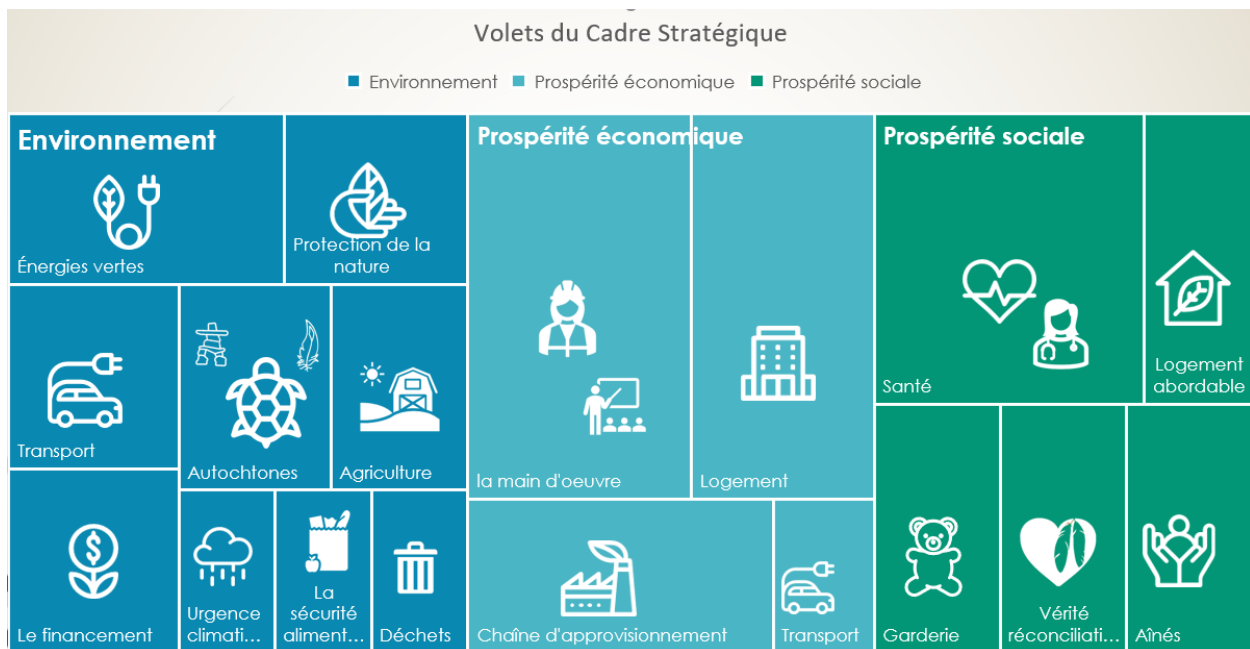 Volets du Cadre Stratégique
Environnement Prospérité économique Prospérité sociale
Environnement
Énergies vertes
Protection de la
nature
Transport
Autochtones
Agriculture
Le financement
Urgence
climati...
La
sécurité
aliment...
Déchets
Prospérité économique
la main d'oeuvre
Logement
Chaîne d'approvisionnement
Transport
Prospérité sociale
Santé
Logement
abordable
Garderie
Vérité
réconciliati...
Aînés